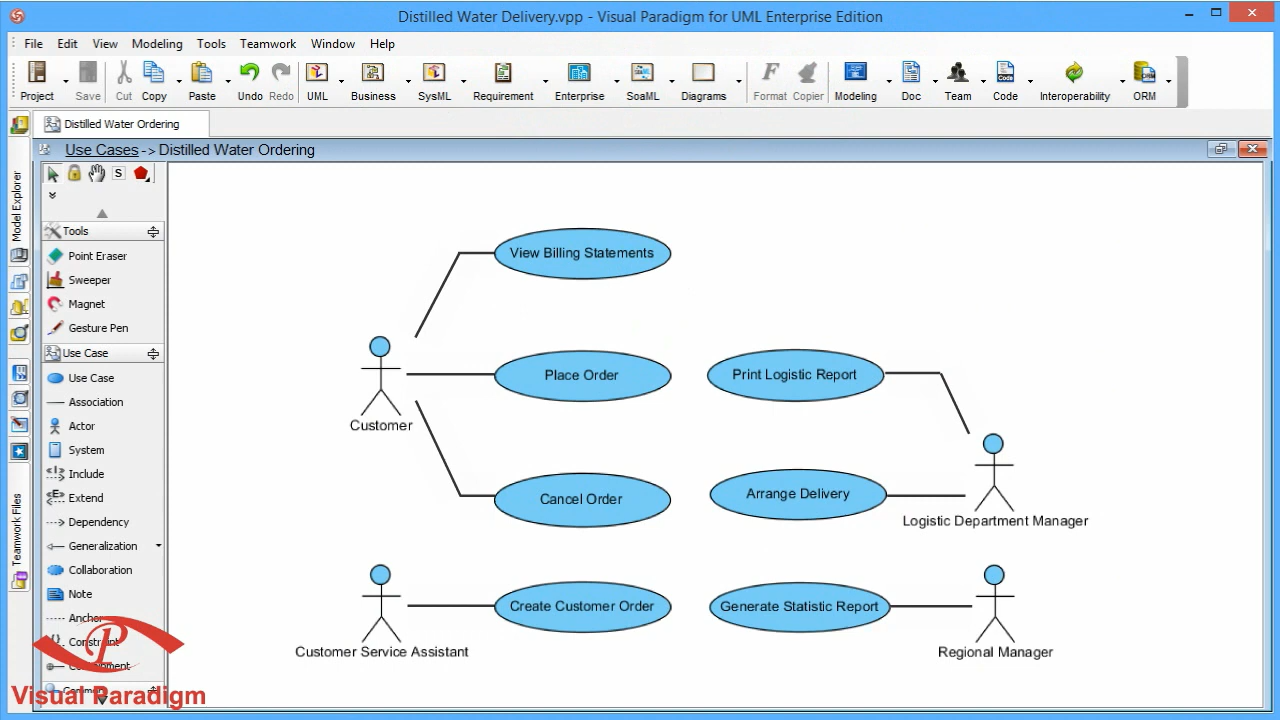 Distilled Water Delivery.vpp - Visual Paradigm for UML Enterprise Edition
File Edit View Modeling Tools Teamwork Window Help
Project Save Cut Copy Paste Undo Redo UML Business SysML Requirement Enterprise SoaML Diagrams Format Copier Modeling Doc Team Code Interoperability ORM
Distilled Water Ordering
Use Cases -> Distilled Water Ordering
Model Explorer
Teamwork Files
S
Tools
Point Eraser
Sweeper
Magnet
Gesture Pen
Use Case
Use Case
Association
Actor
System
Include
Extend
Dependency
Generalization
Collaboration
Note
Anchor
Constraint
Visual Paradigm
View Billing Statements
Place Order
Print Logistic Report
Customer
Cancel Order
Arrange Delivery
Logistic Department Manager
Create Customer Order
Generate Statistic Report
Customer Service Assistant
Regional Manager